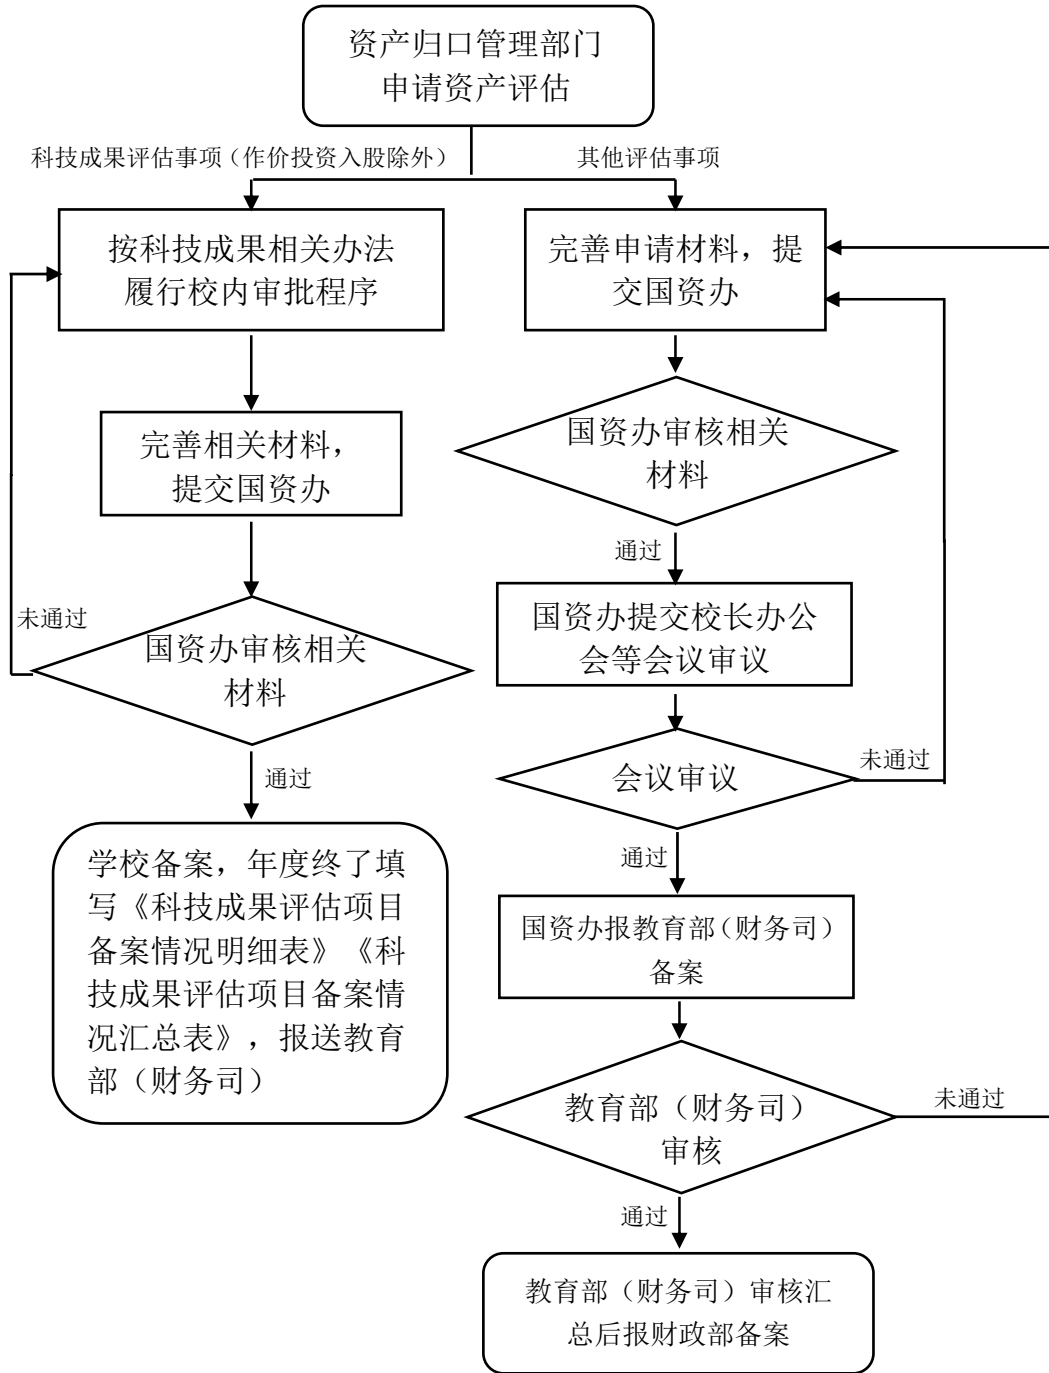 资产归口管理部门
申请资产评估
科技成果评估事项（作价投资入股除外）
其他评估事项
按科技成果相关办法
履行校内审批程序
完善申请材料，提
交国资办
完善相关材料，
提交国资办
国资办审核相关
材料
通过
未通过
国资办审核相关
材料
国资办提交校长办公
会等会议审议
通过
会议审议
未通过
学校备案，年度终了填
写《科技成果评估项目
备案情况明细表》《科
技成果评估项目备案情
况汇总表》，报送教育
部（财务司）
通过
国资办报教育部（财务司）
备案
教育部（财务司）
审核
未通过
通过
教育部（财务司）审核汇
总后报财政部备案